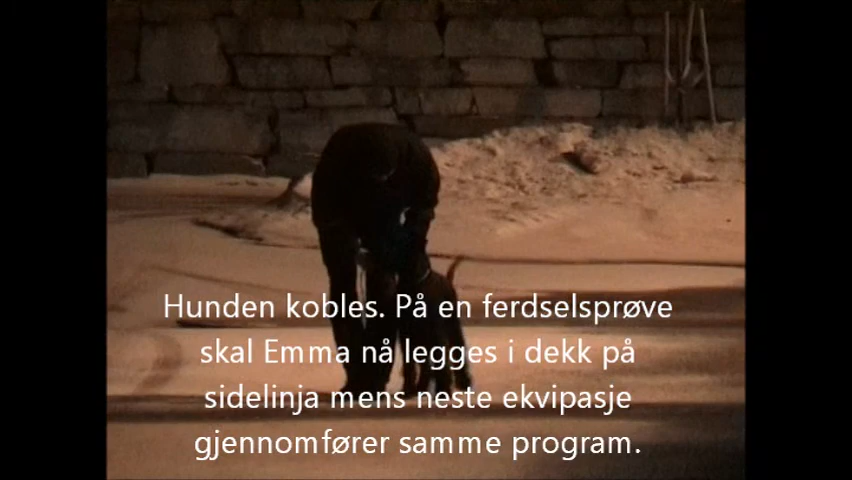 Hunden kobles. På en ferdselsprøve
skal Emma nå legges i dekk på
sidelinja mens neste ekvipasje
gjennomfører samme program.